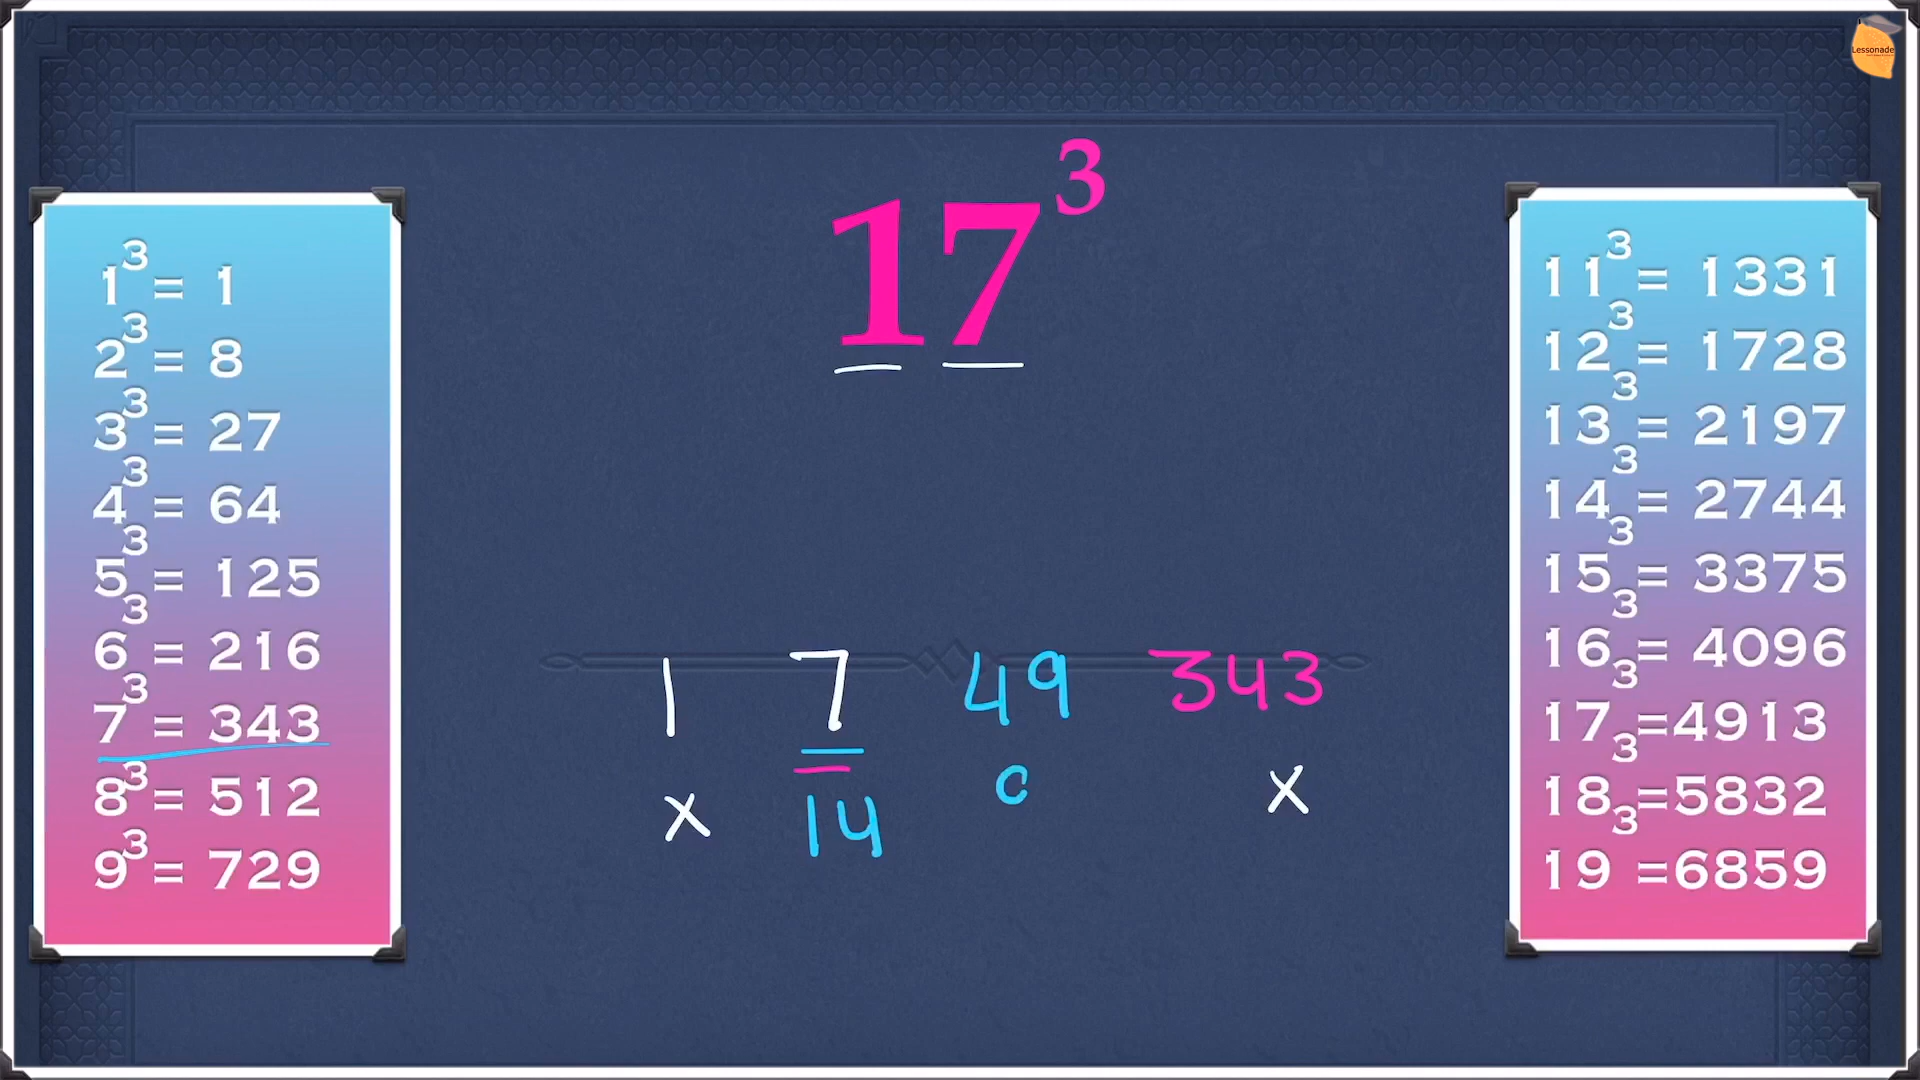 Lessonade
17³
1³ = 1
2³ = 8
3³ = 27
4³ = 64
5³ = 125
6³ = 216
7³ = 343
8³ = 512
9³ = 729
1 7 49 343
x 14 c x
11³ = 1331
12³ = 1728
13³ = 2197
14³ = 2744
15³ = 3375
16³ = 4096
17³ =4913
18³ =5832
19 =6859